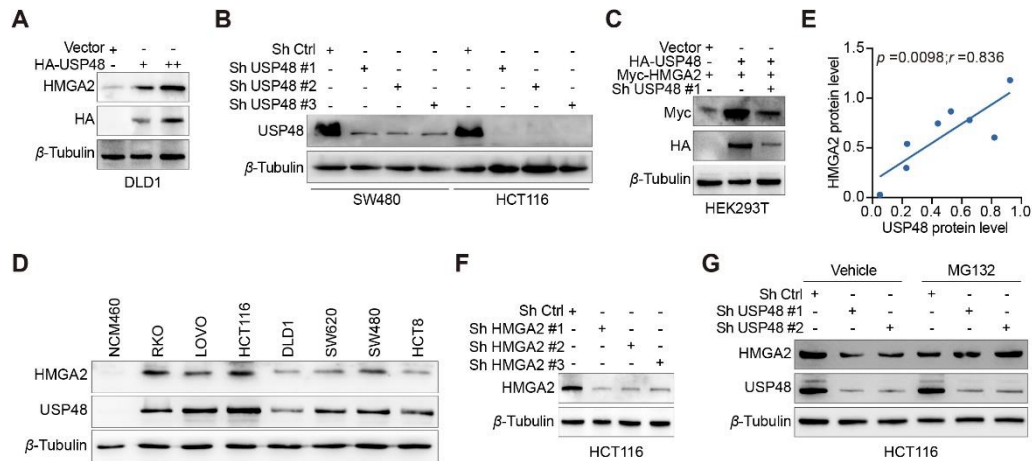 A
Vector + - -
HA-USP48 - + ++
HMGA2
HA
β-Tubulin
DLD1
B
Sh Ctrl + - - - + - - -
Sh USP48 #1 - + - - - + - -
Sh USP48 #2 - - + - - - + -
Sh USP48 #3 - - - + - - - +
USP48
β-Tubulin
SW480 HCT116
C
Vector + - -
HA-USP48 - + +
Myc-HMGA2 + + +
Sh USP48 #1 - - +
Myc
HA
β-Tubulin
HEK293T
E
p =0.0098; r =0.836
HMGA2 protein level
1.5
1.0
0.5
0.0
0.0 0.2 0.4 0.6 0.8 1.0
USP48 protein level
D
NCM460 RKO LOVO HCT116 DLD1 SW620 SW480 HCT8
HMGA2
USP48
β-Tubulin
F
Sh Ctrl + - - -
Sh HMGA2 #1 - + - -
Sh HMGA2 #2 - - + -
Sh HMGA2 #3 - - - +
HMGA2
β-Tubulin
HCT116
G
Vehicle MG132
Sh Ctrl + - - + - -
Sh USP48 #1 - + - - + -
Sh USP48 #2 - - + - - +
HMGA2
USP48
β-Tubulin
HCT116